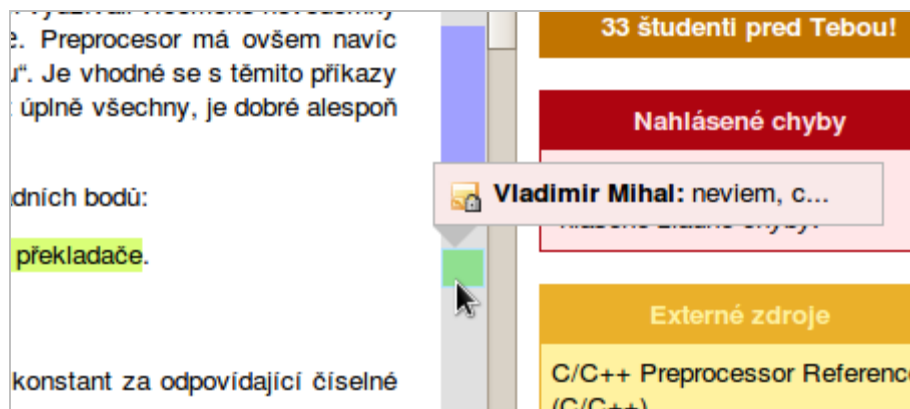 e. Preprocesor má ovšem navíc
u“. Je vhodné se s těmito příkazy
úplně všechny, je dobré alespoň
dních bodů:
překladače.
konstant za odpovídající číselné
33 študenti pred Tebou!
Nahlásené chyby
Vladimir Mihal: neviem, c...
Externé zdroje
C/C++ Preprocessor Referenc
(C/C++)